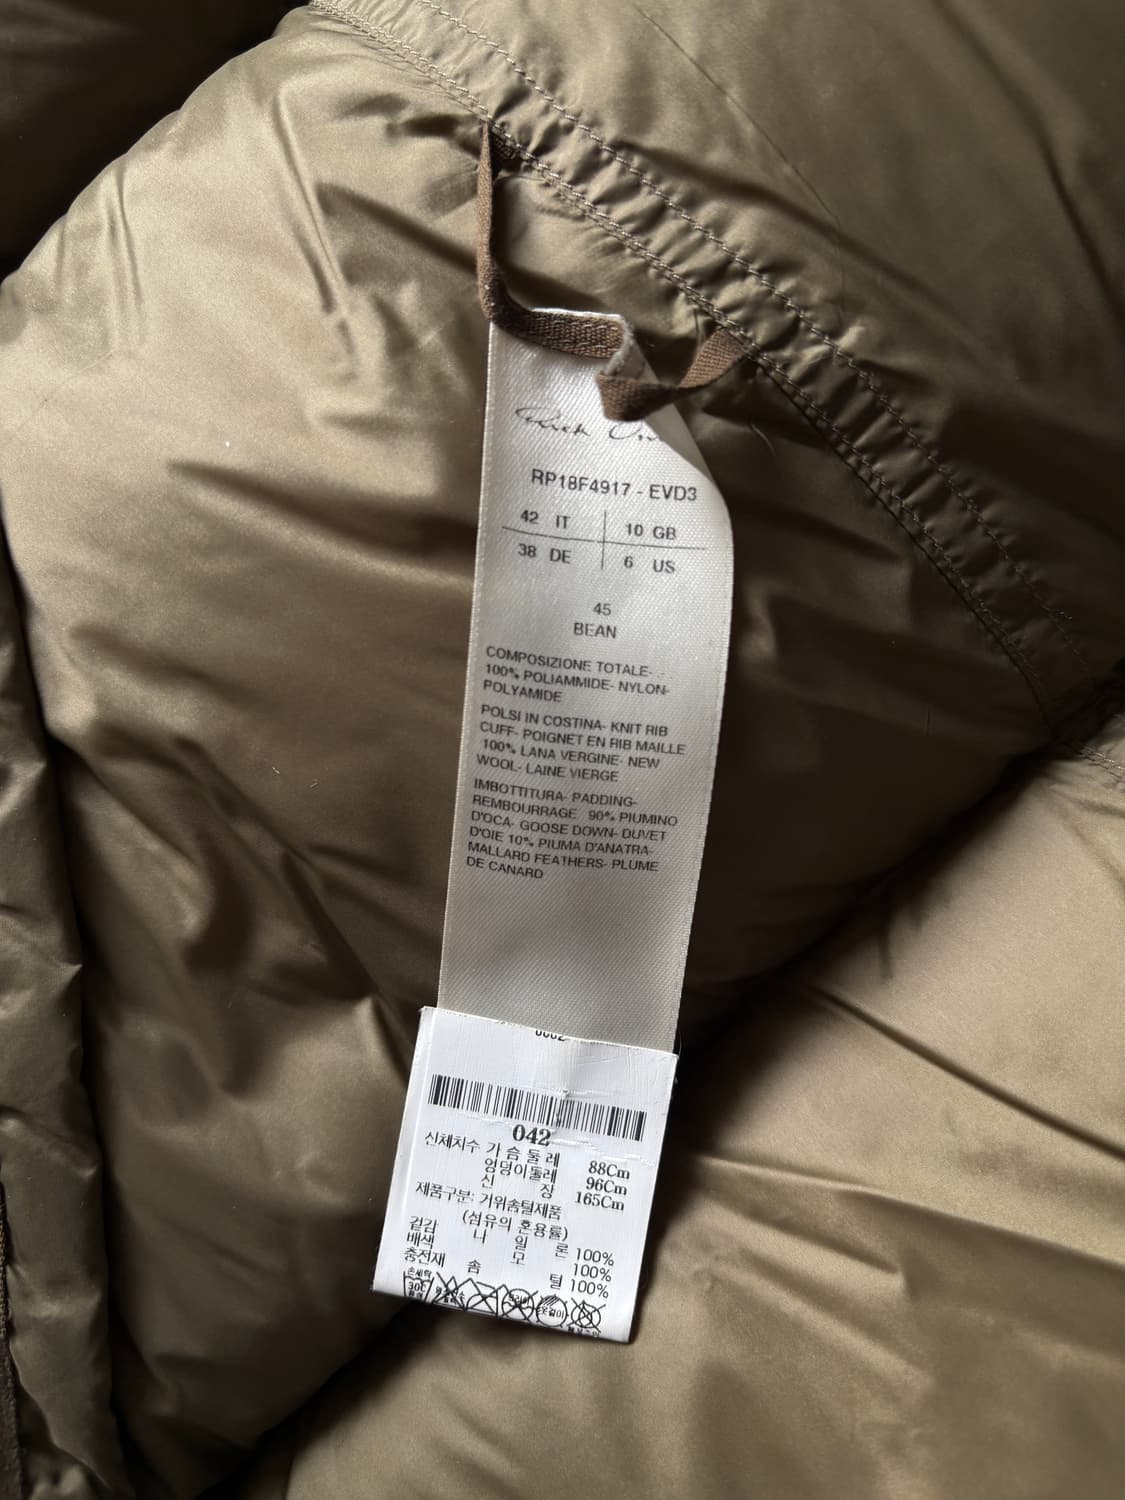 Rick
RP18F4917 - EVD3
42 IT 10 GB
38 DE 6 US
45
BEAN
COMPOSIZIONE TOTALE-
100% POLIAMMIDE- NYLON-
POLYAMIDE
POLSI IN COSTINA- KNIT RIB
CUFF- POIGNET EN RIB MAILLE
100% LANA VERGINE- NEW
WOOL- LAINE VIERGE
IMBOTTITURA- PADDING-
REMBOURRAGE 90% PIUMINO
D'OCA- GOOSE DOWN- DUVET
D'OIE 10% PIUMA D'ANATRA-
MALLARD FEATHERS- PLUME
DE CANARD
042
신체치수 가슴둘레 88Cm
엉덩이둘레 96Cm
신 장 165Cm
제품구분: 거위솜털제품
(섬유의 혼용률)
겉감 나 일 론 100%
배색 모 100%
충전재 솜 털 100%
손세탁